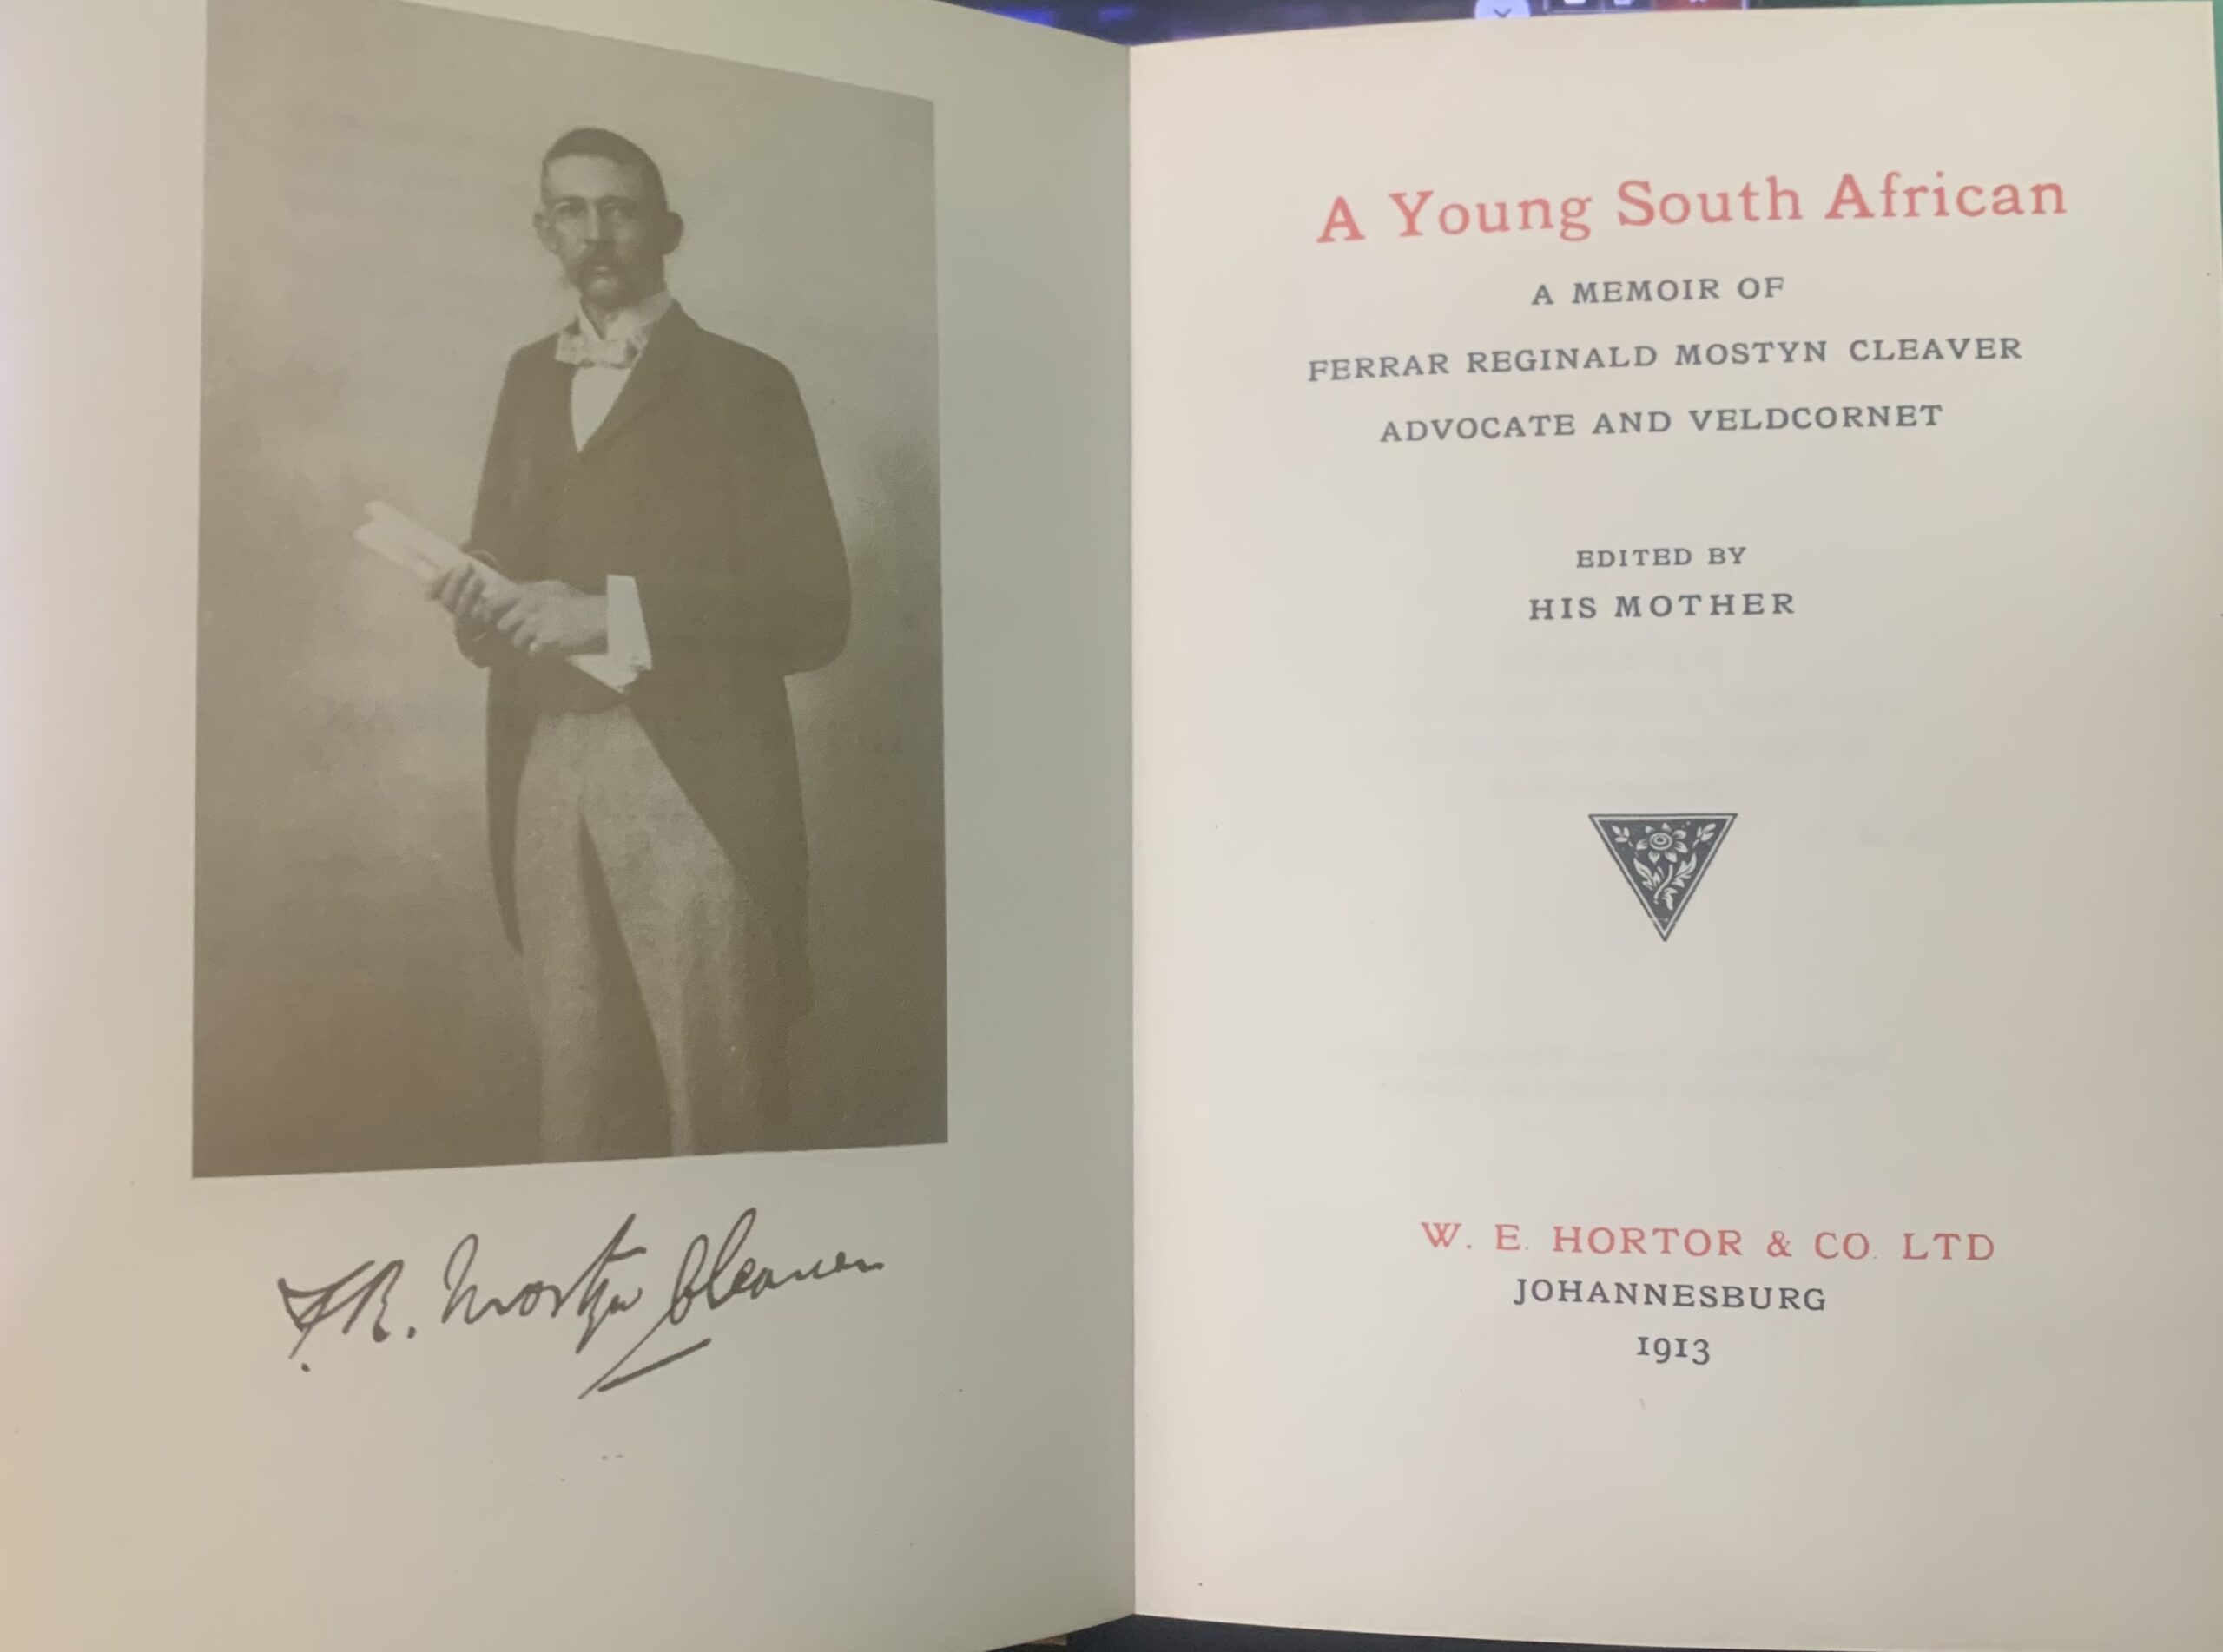 F.R. Mostyn Cleaver
A Young South African
A MEMOIR OF
FERRAR REGINALD MOSTYN CLEAVER
ADVOCATE AND VELDCORNET
EDITED BY
HIS MOTHER
W. E. HORTOR & CO. LTD
JOHANNESBURG
1913